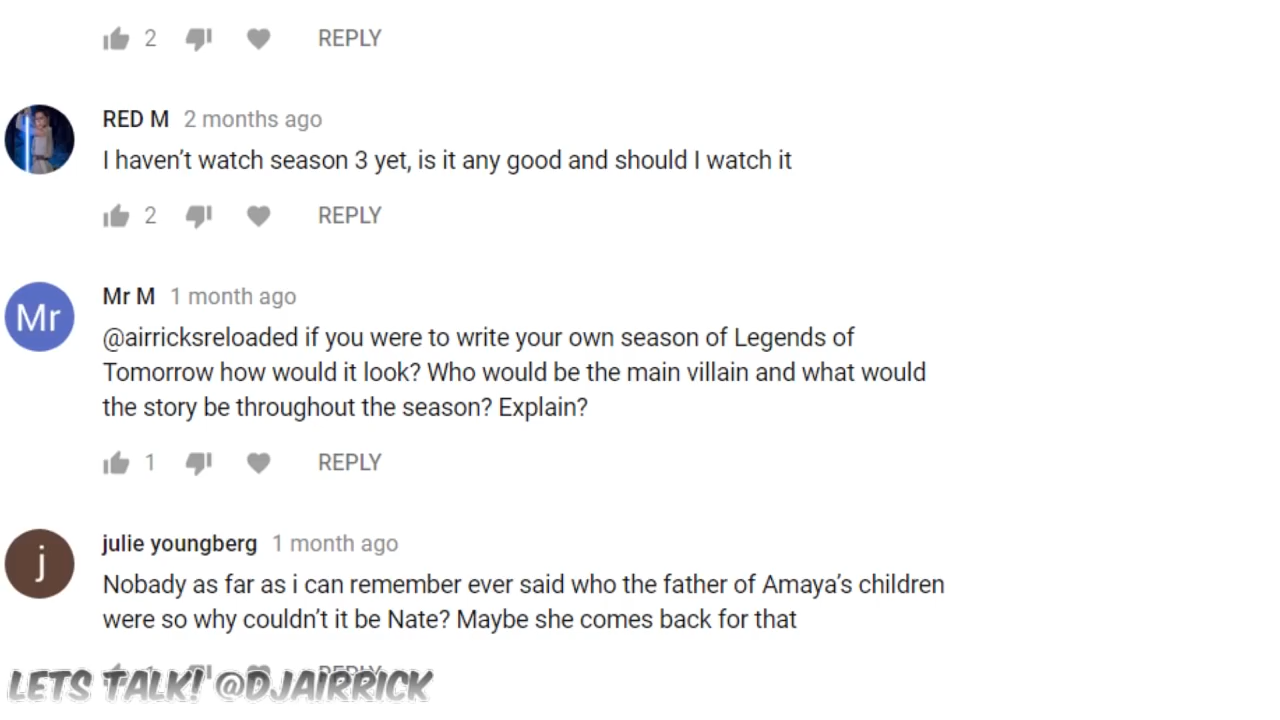 2 REPLY
RED M 2 months ago
I haven't watch season 3 yet, is it any good and should I watch it
2 REPLY
Mr
Mr M 1 month ago
@airricksreloaded if you were to write your own season of Legends of
Tomorrow how would it look? Who would be the main villain and what would
the story be throughout the season? Explain?
1 REPLY
j
julie youngberg 1 month ago
Nobady as far as i can remember ever said who the father of Amaya's children
were so why couldn't it be Nate? Maybe she comes back for that
1 REPLY
LETS TALK! @DJAIRRICK